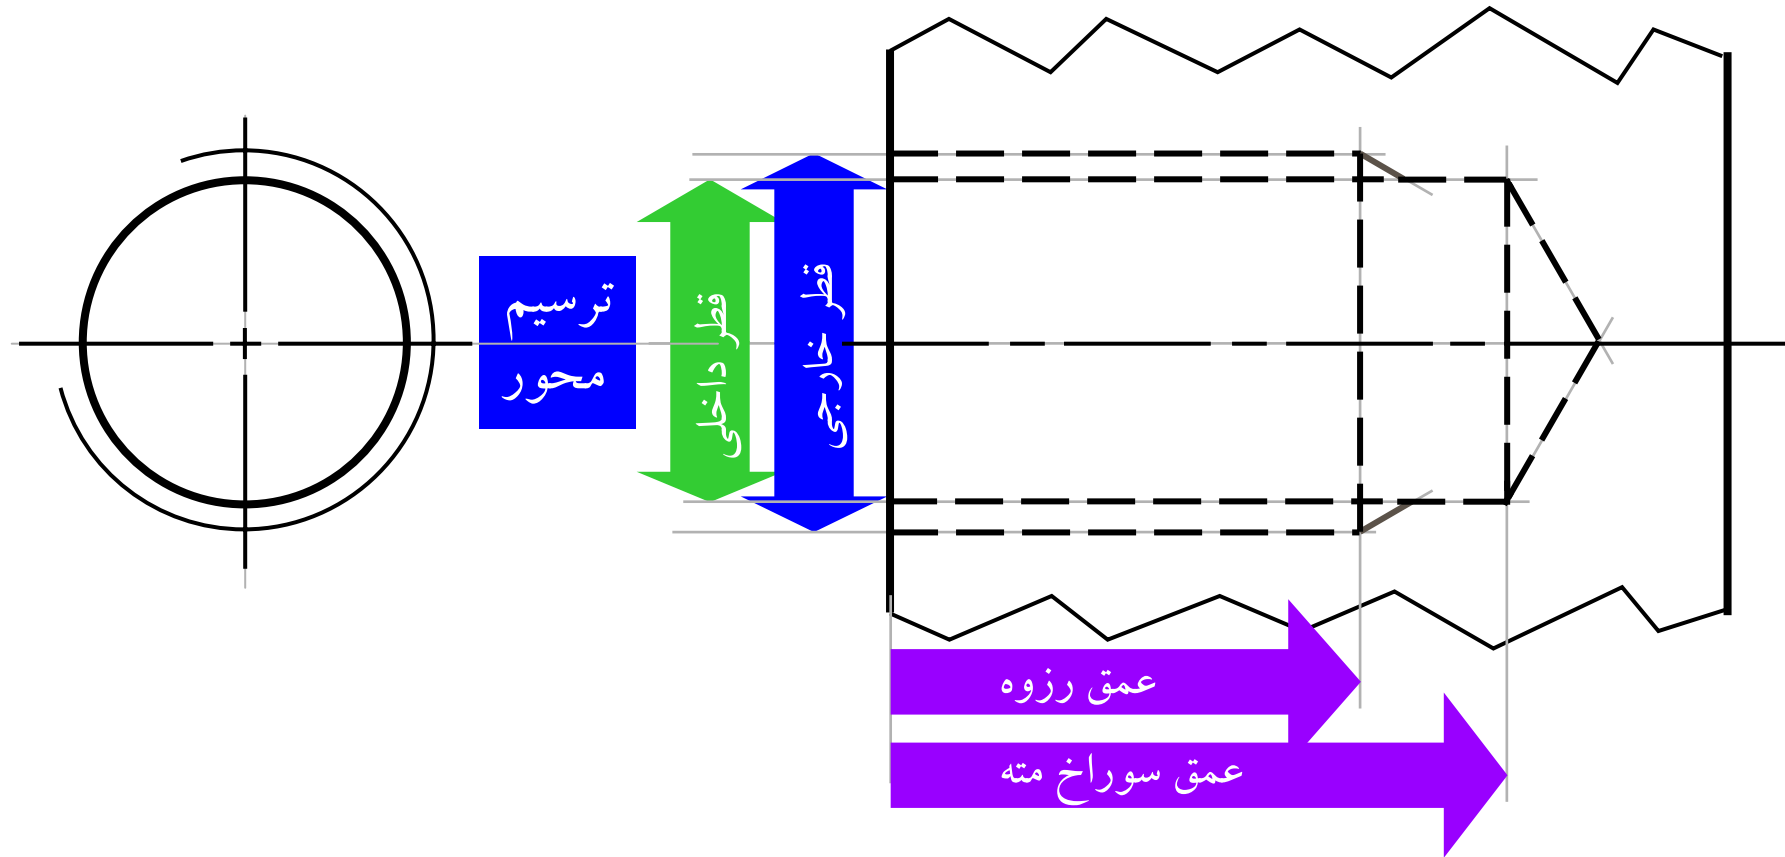 ترسیم
محور
قطر داخلی
قطر خارجی
عمق رزوه
عمق سوراخ مته